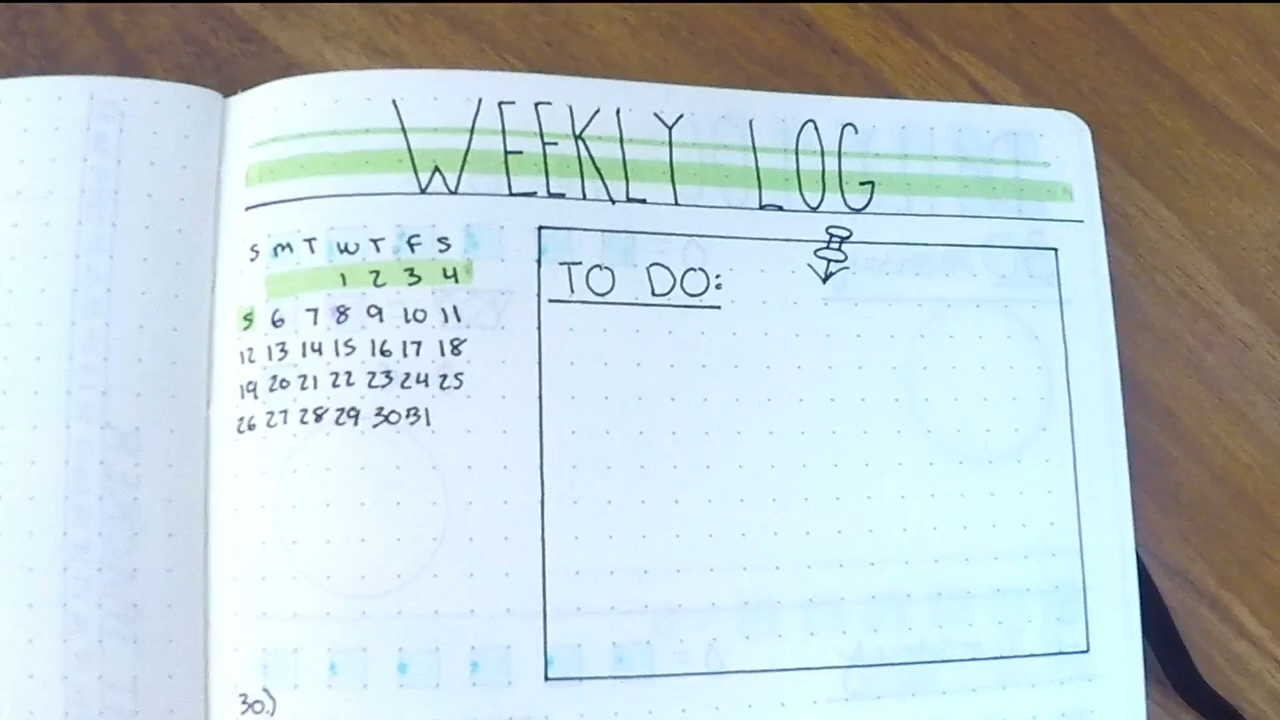 WEEKLY LOG
S M T W T F S
1 2 3 4
5 6 7 8 9 10 11
12 13 14 15 16 17 18
19 20 21 22 23 24 25
26 27 28 29 30 31
TO DO:
30.)